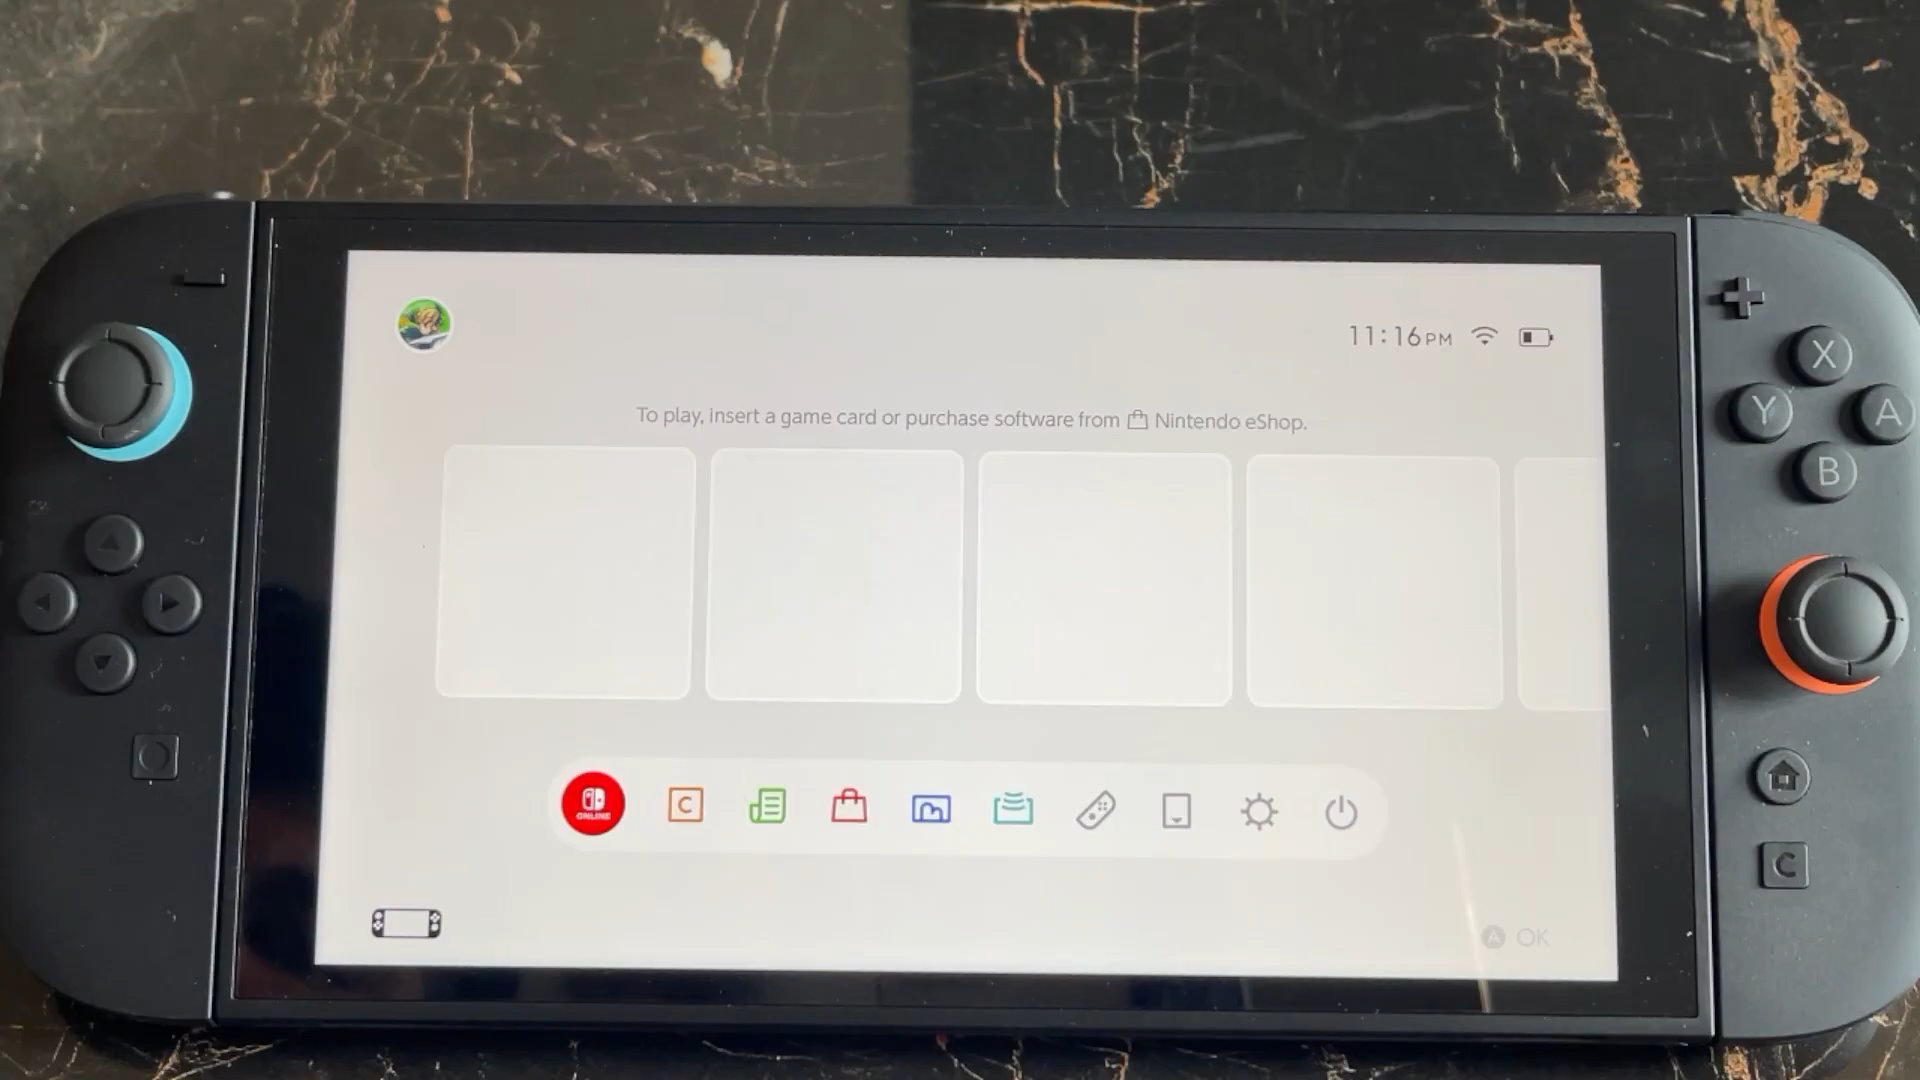 11:16PM
To play, insert a game card or purchase software from Nintendo eShop.
ONLINE
C
A OK
X
Y
A
B
C